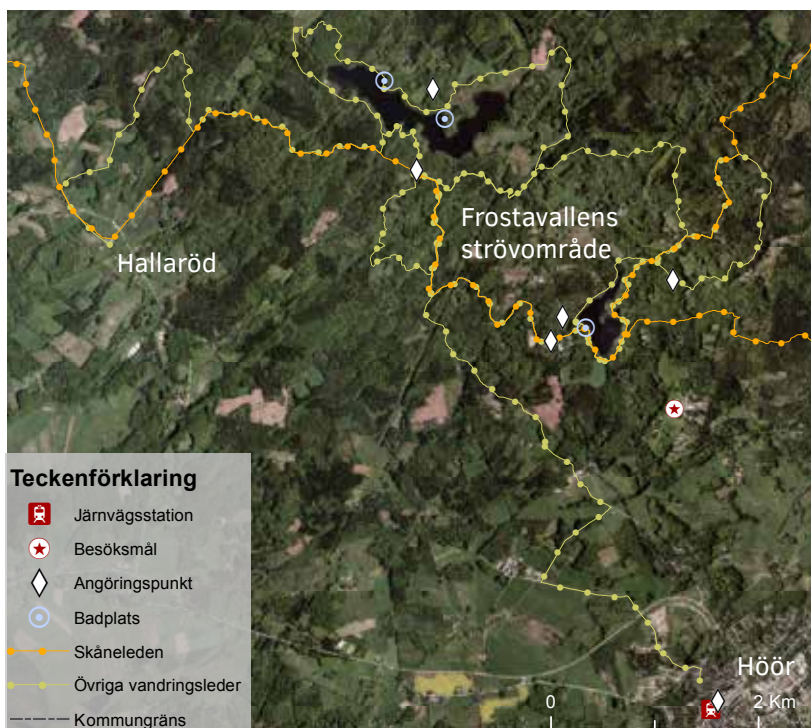 Hallaröd
Frostavallens
strövområde
Teckenförklaring
Järnvägsstation
Besöksmål
Angöringspunkt
Badplats
Skåneleden
Övriga vandringsleder
Kommungräns
Höör
0 2 Km